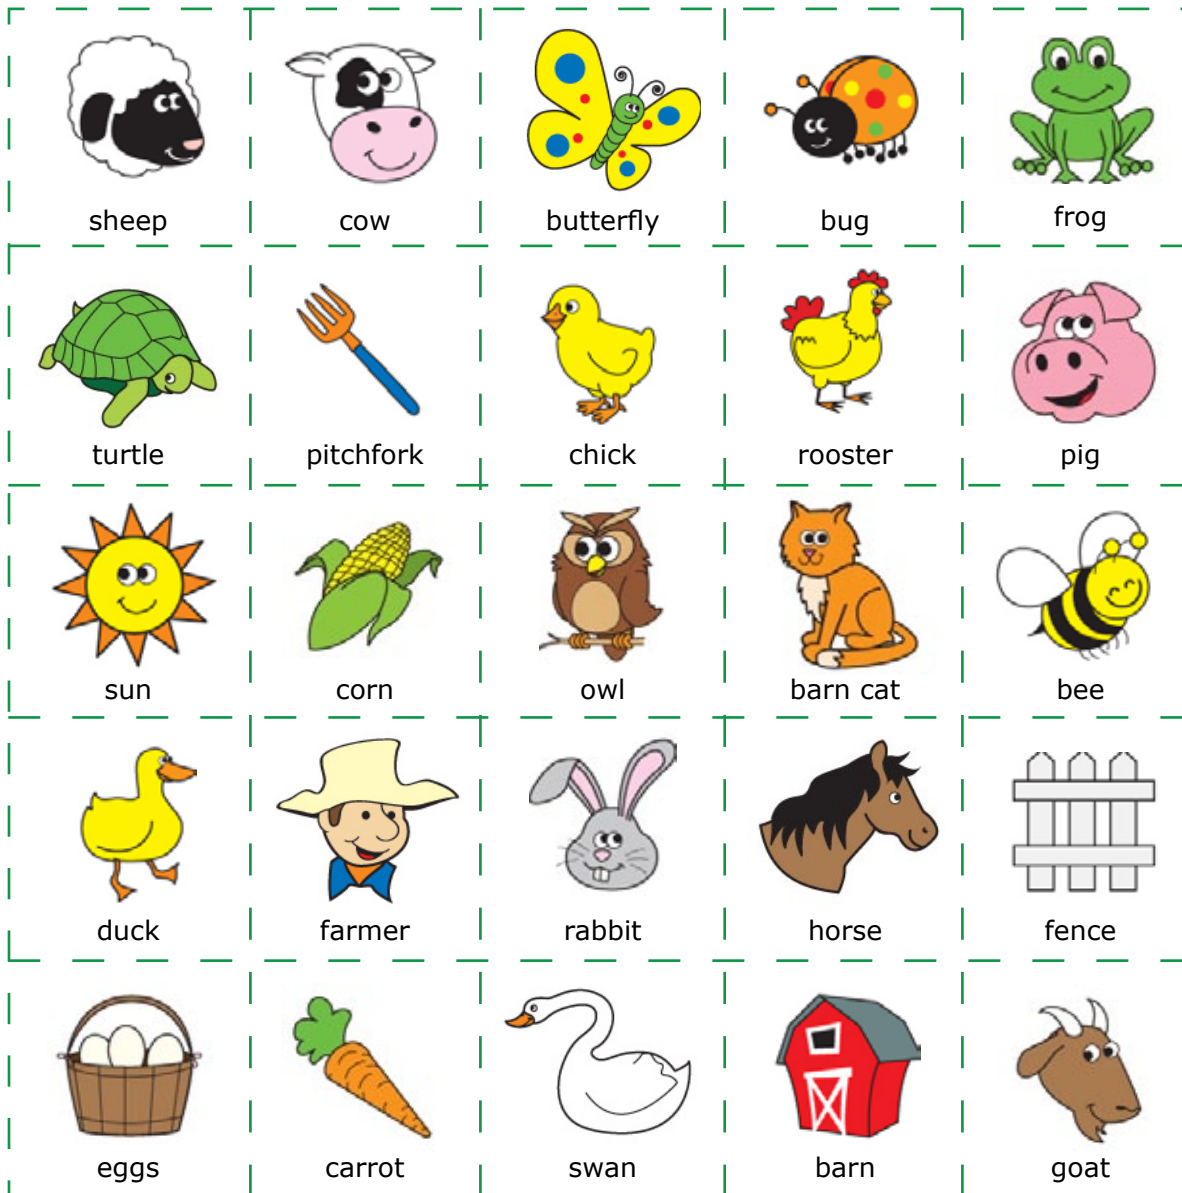 sheep
cow
butterfly
bug
frog
turtle
pitchfork
chick
rooster
pig
sun
corn
owl
barn cat
bee
duck
farmer
rabbit
horse
fence
eggs
carrot
swan
barn
goat